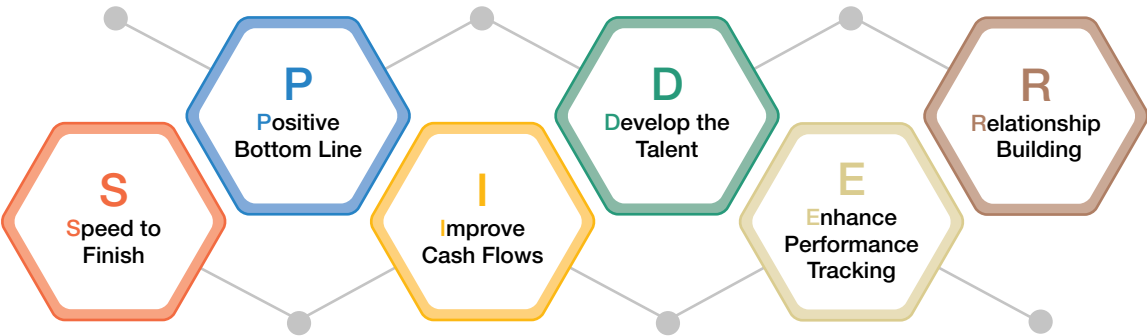 S
Speed to
Finish
P
Positive
Bottom Line
I
Improve
Cash Flows
D
Develop the
Talent
E
Enhance
Performance
Tracking
R
Relationship
Building